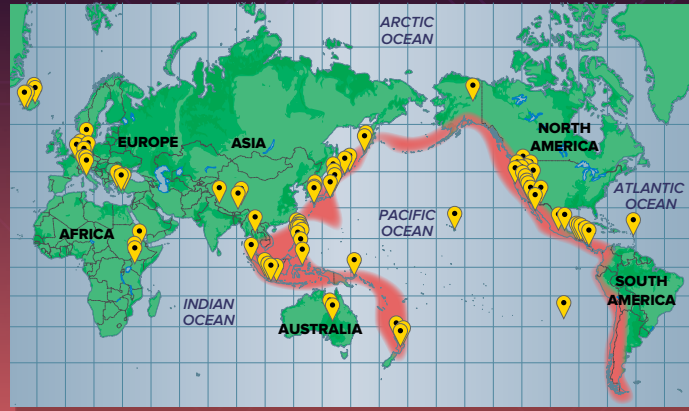 ARCTIC
OCEAN
EUROPE
ASIA
NORTH
AMERICA
ATLANTIC
OCEAN
PACIFIC
OCEAN
AFRICA
SOUTH
AMERICA
INDIAN
OCEAN
AUSTRALIA